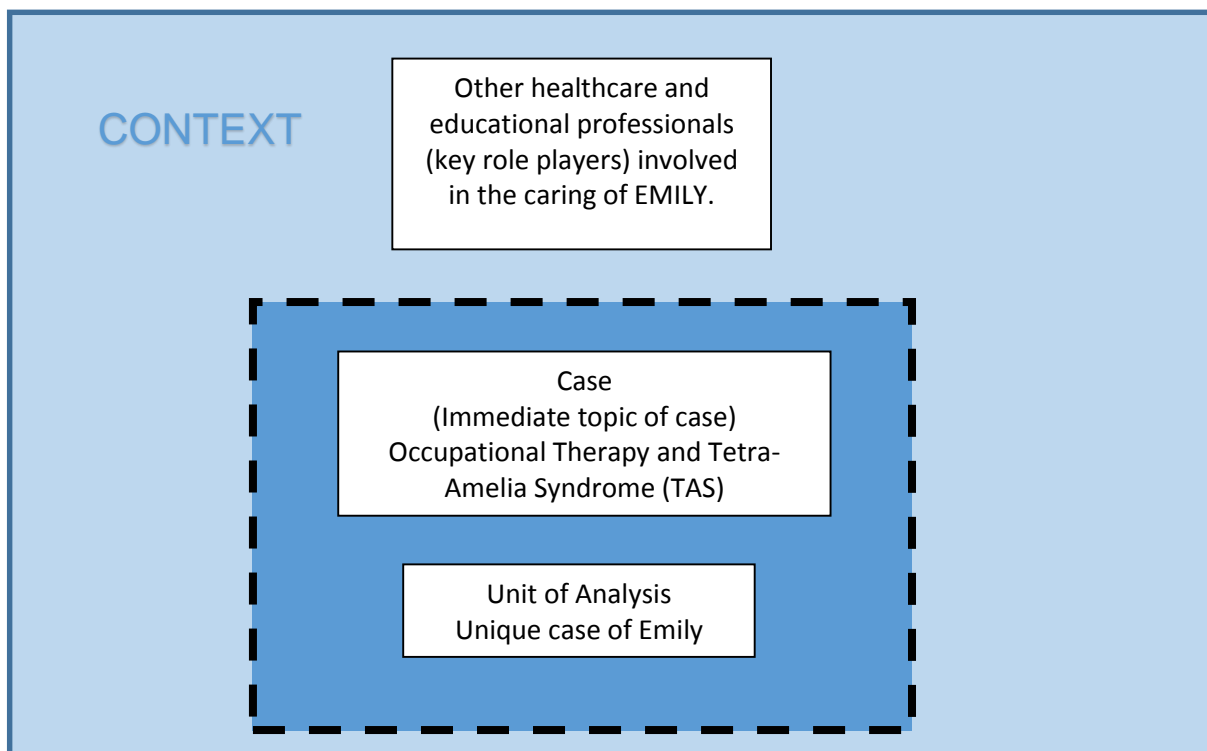 CONTEXT
Other healthcare and
educational professionals
(key role players) involved
in the caring of EMILY.
Case
(Immediate topic of case)
Occupational Therapy and Tetra-
Amelia Syndrome (TAS)
Unit of Analysis
Unique case of Emily